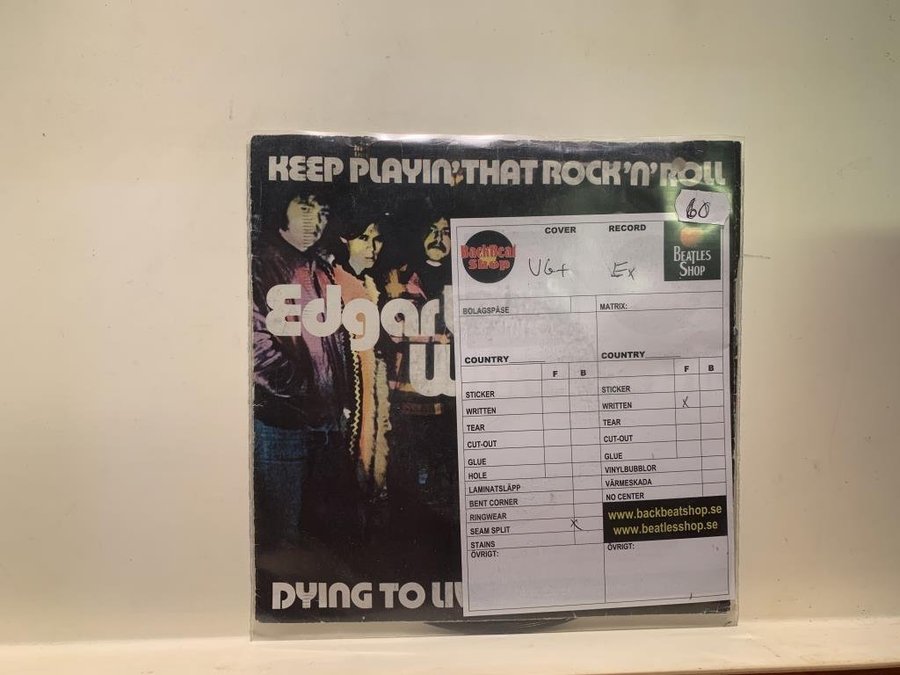 KEEP PLAYIN' THAT ROCK 'N' ROLL
60
Edgar
W
COVER RECORD
BackBeat Shop
BEATLES SHOP
VG+ Ex
BOLAGSPÅSE MATRIX:
COUNTRY COUNTRY
F B F B
STICKER STICKER
WRITTEN WRITTEN X
TEAR TEAR
CUT-OUT CUT-OUT
GLUE GLUE
HOLE VINYLBUBBLOR
LAMINATSLÄPP VÄRMESKADA
BENT CORNER NO CENTER
RINGWEAR www.backbeatshop.se
SEAM SPLIT X www.beatlesshop.se
STAINS
ÖVRIGT: ÖVRIGT:
DYING TO LI